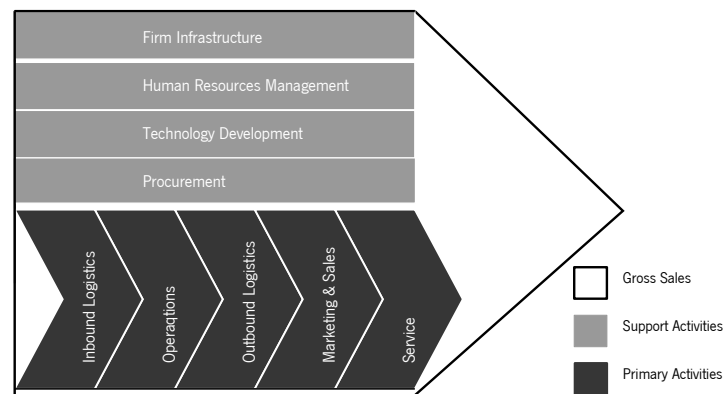 Firm Infrastructure
Human Resources Management
Technology Development
Procurement
Inbound Logistics
Operaqtions
Outbound Logistics
Marketing & Sales
Service
Gross Sales
Support Activities
Primary Activities